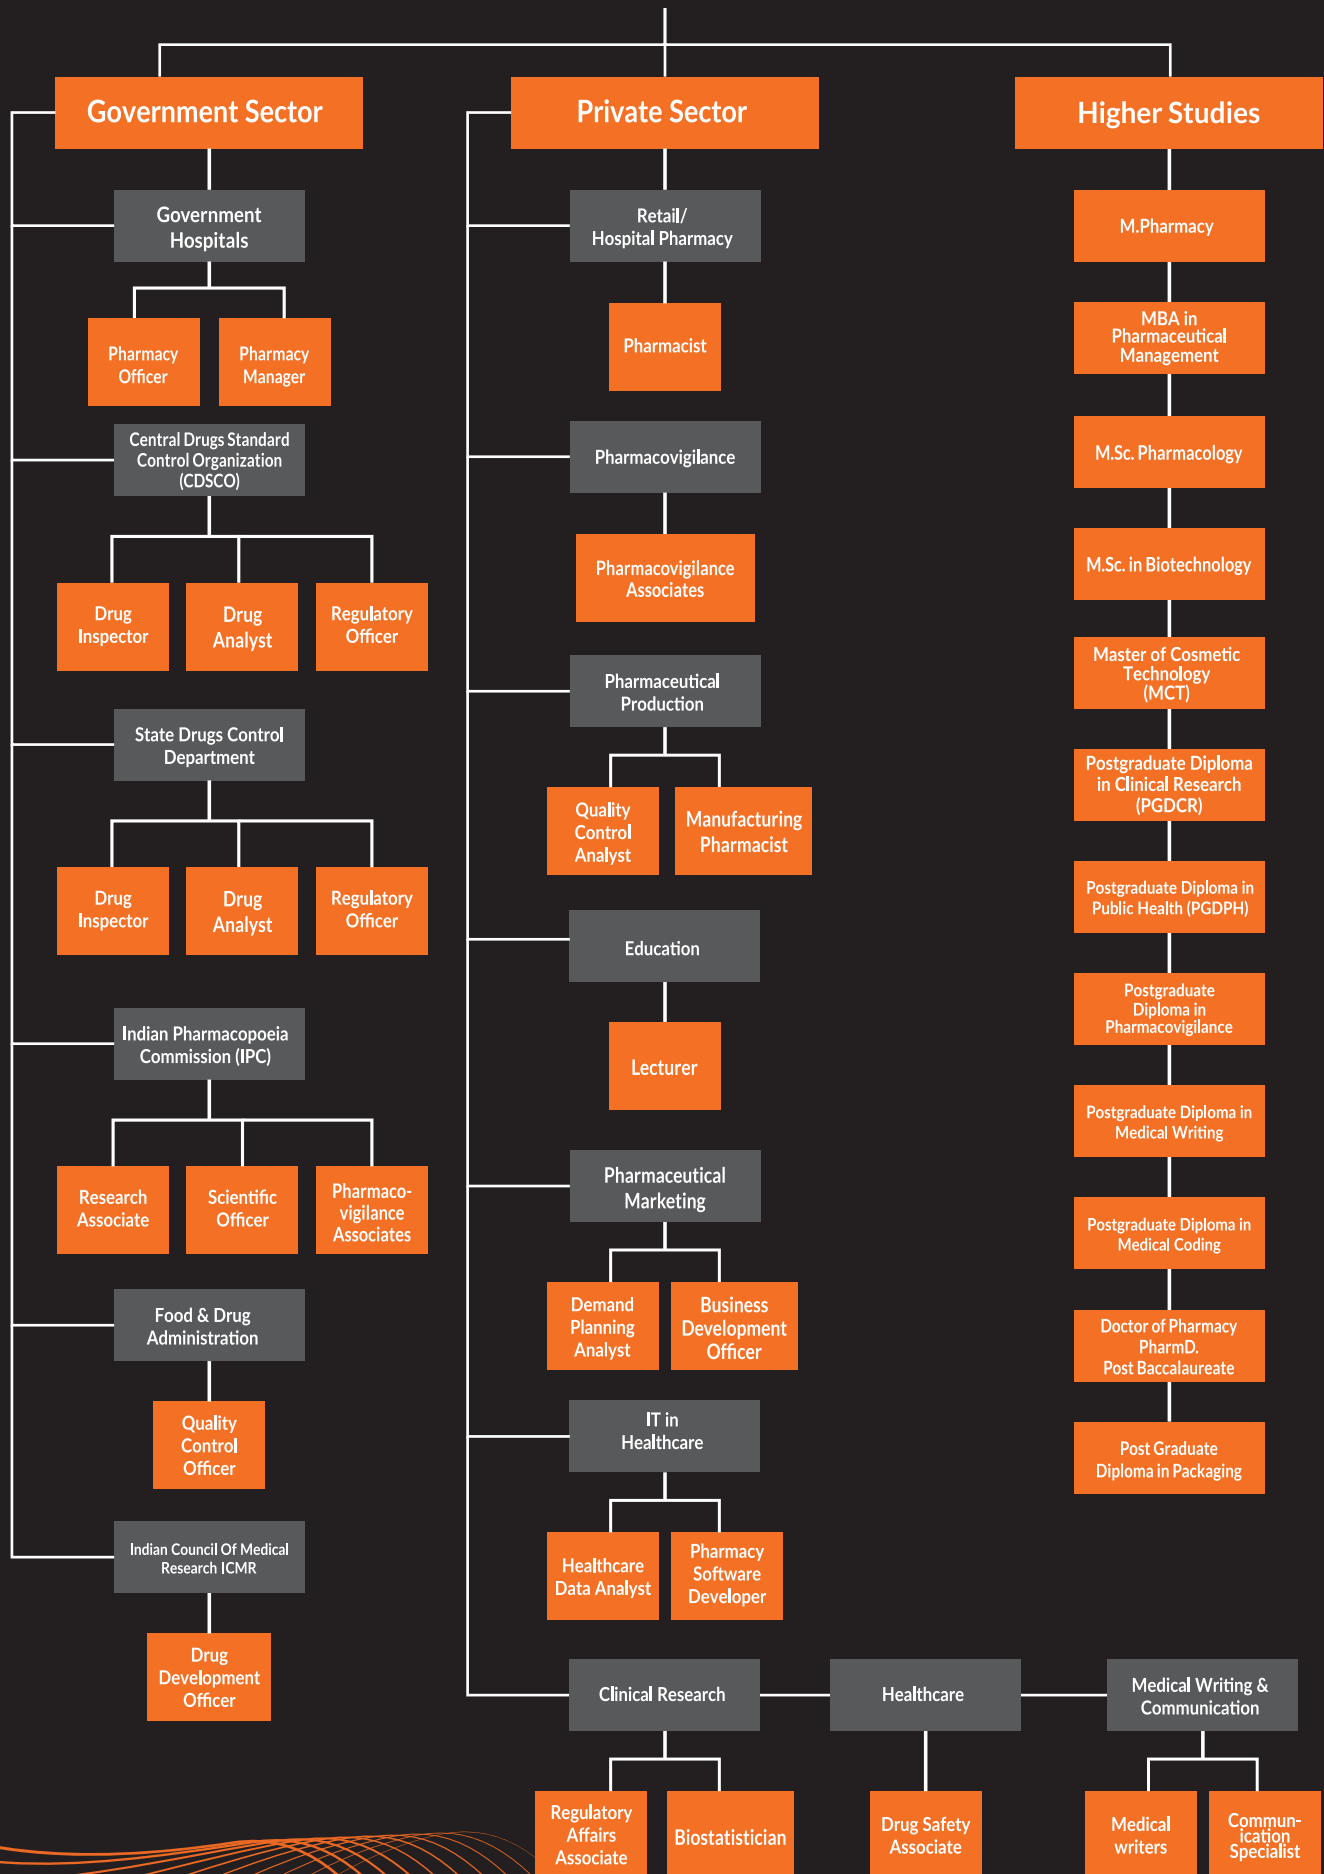 Government Sector
Government
Hospitals
Pharmacy
Officer
Pharmacy
Manager
Central Drugs Standard
Control Organization
(CDSCO)
Drug
Inspector
Drug
Analyst
Regulatory
Officer
State Drugs Control
Department
Drug
Inspector
Drug
Analyst
Regulatory
Officer
Indian Pharmacopoeia
Commission (IPC)
Research
Associate
Scientific
Officer
Pharmaco-
vigilance
Associates
Food & Drug
Administration
Quality
Control
Officer
Indian Council Of Medical
Research ICMR
Drug
Development
Officer
Private Sector
Retail/
Hospital Pharmacy
Pharmacist
Pharmacovigilance
Pharmacovigilance
Associates
Pharmaceutical
Production
Quality
Control
Analyst
Manufacturing
Pharmacist
Education
Lecturer
Pharmaceutical
Marketing
Demand
Planning
Analyst
Business
Development
Officer
IT in
Healthcare
Healthcare
Data Analyst
Pharmacy
Software
Developer
Clinical Research
Regulatory
Affairs
Associate
Biostatistician
Healthcare
Drug Safety
Associate
Medical Writing &
Communication
Medical
writers
Commun-
ication
Specialist
Higher Studies
M.Pharmacy
MBA in
Pharmaceutical
Management
M.Sc. Pharmacology
M.Sc. in Biotechnology
Master of Cosmetic
Technology
(MCT)
Postgraduate Diploma
in Clinical Research
(PGDCR)
Postgraduate Diploma in
Public Health (PGDPH)
Postgraduate
Diploma in
Pharmacovigilance
Postgraduate Diploma in
Medical Writing
Postgraduate Diploma in
Medical Coding
Doctor of Pharmacy
PharmD.
Post Baccalaureate
Post Graduate
Diploma in Packaging